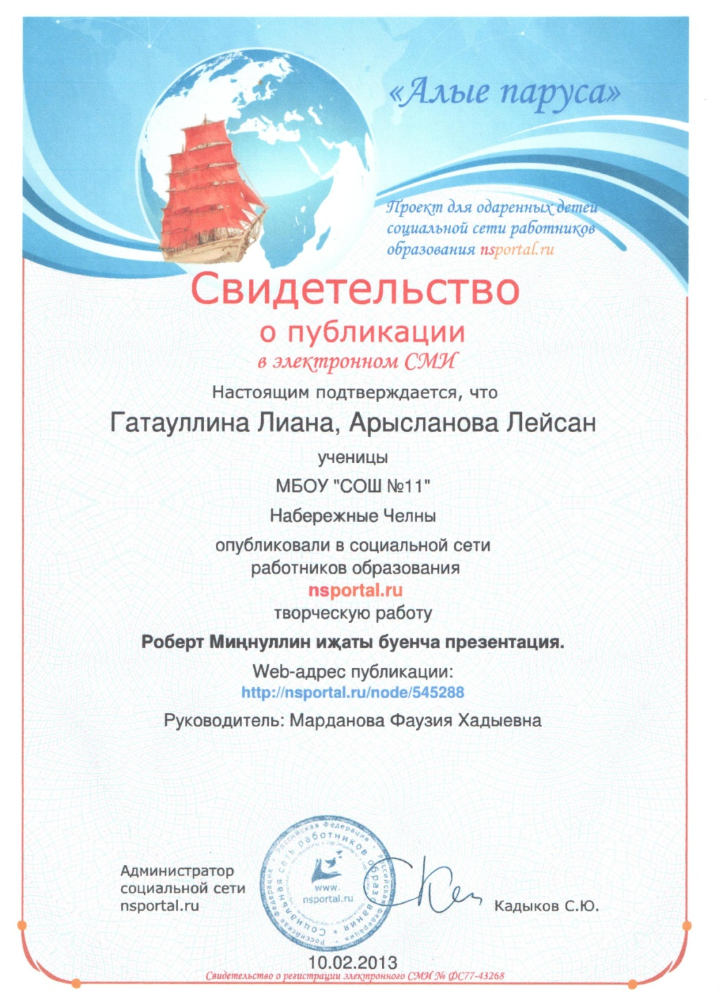 «Алые паруса»
Проект для одаренных детей
социальной сети работников
образования nsportal.ru
Свидетельство
о публикации
в электронном СМИ
Настоящим подтверждается, что
Гатауллина Лиана, Арысланова Лейсан
ученицы
МБОУ "СОШ №11"
Набережные Челны
опубликовали в социальной сети
работников образования
nsportal.ru
творческую работу
Роберт Миңнуллин иҗаты буенча презентация.
Web-адрес публикации:
http://nsportal.ru/node/545288
Руководитель: Марданова Фаузия Хадыевна
Администратор
социальной сети
nsportal.ru
Российская Федерация * Российская Федерация * Российская Федерация *
Социальная сеть работников образования *
www.
nsportal.ru
Кадыков С.Ю.
10.02.2013
Свидетельство о регистрации электронного СМИ № ФС77-43268